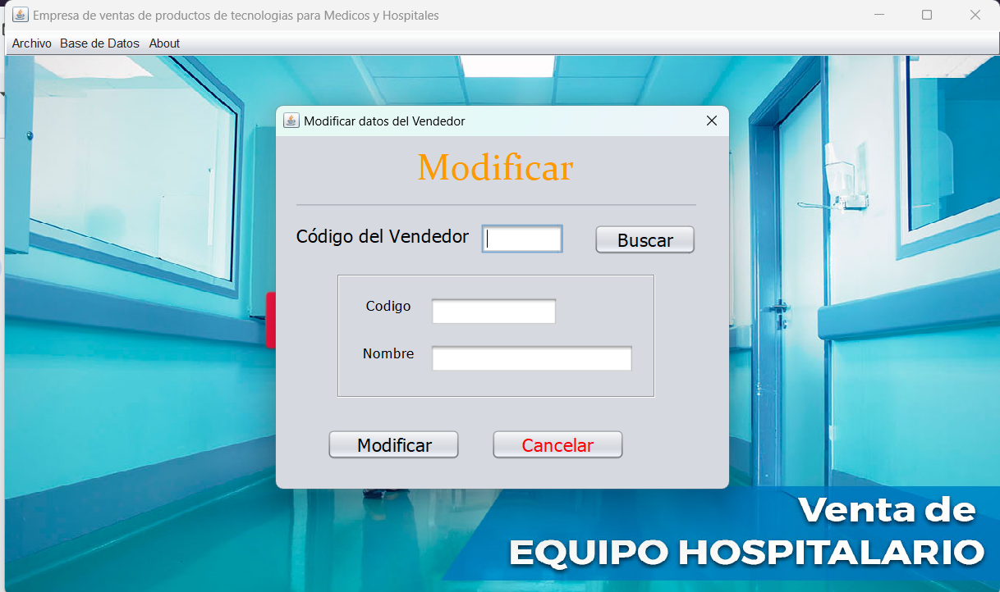 Empresa de ventas de productos de tecnologias para Medicos y Hospitales
Archivo Base de Datos About
Modificar datos del Vendedor
Modificar
Código del Vendedor Buscar
Codigo
Nombre
Modificar Cancelar
Venta de
EQUIPO HOSPITALARIO